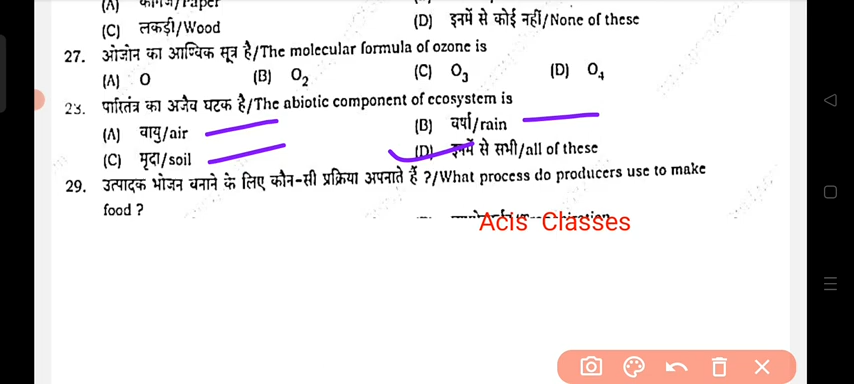 (A) कागज/Paper
(C) लकड़ी/Wood (D) इनमें से कोई नहीं/None of these
27. ओजोन का आण्विक सूत्र है/The molecular formula of ozone is
(A) O (B) O₂ (C) O₃ (D) O₄
28. पारितंत्र का अजैव घटक है/The abiotic component of ecosystem is
(A) वायु/air (B) वर्षा/rain
(C) मृदा/soil (D) इनमें से सभी/all of these
29. उत्पादक भोजन बनाने के लिए कौन-सी प्रक्रिया अपनाते हैं ?/What process do producers use to make
food ?
Acis Classes